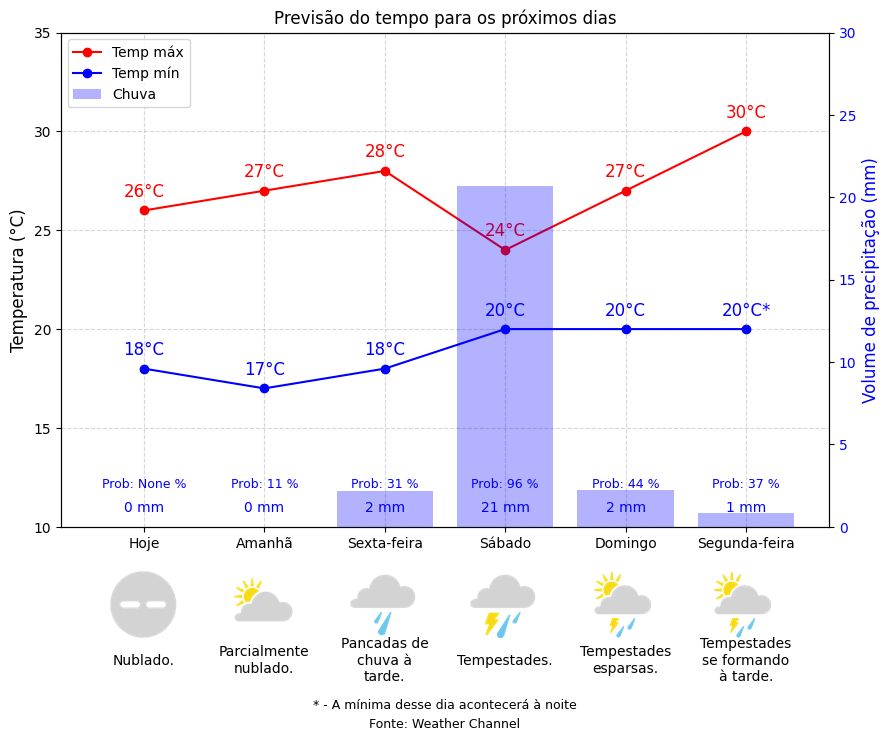 Previsão do tempo para os próximos dias
Temp máx
Temp mín
Chuva
Temperatura (°C)
35
30
25
20
15
10
Volume de precipitação (mm)
30
25
20
15
10
5
0
26°C
27°C
28°C
24°C
27°C
30°C
18°C
17°C
18°C
20°C
20°C
20°C*
Prob: None %
Prob: 11 %
Prob: 31 %
Prob: 96 %
Prob: 44 %
Prob: 37 %
0 mm
0 mm
2 mm
21 mm
2 mm
1 mm
Hoje
Amanhã
Sexta-feira
Sábado
Domingo
Segunda-feira
Nublado.
Parcialmente
nublado.
Pancadas de
chuva à
tarde.
Tempestades.
Tempestades
esparsas.
Tempestades
se formando
à tarde.
* - A mínima desse dia acontecerá à noite
Fonte: Weather Channel